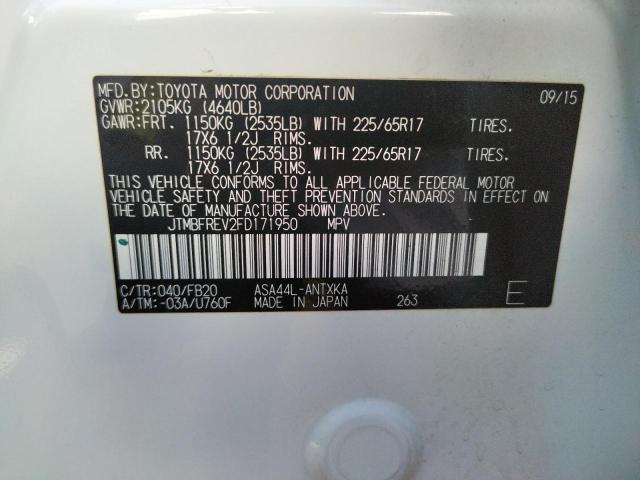 MFD.BY:TOYOTA MOTOR CORPORATION 09/15
GVWR:2105KG (4640LB)
GAWR:FRT. 1150KG (2535LB) WITH 225/65R17 TIRES.
17X6 1/2J RIMS.
RR. 1150KG (2535LB) WITH 225/65R17 TIRES.
17X6 1/2J RIMS.
THIS VEHICLE CONFORMS TO ALL APPLICABLE FEDERAL MOTOR
VEHICLE SAFETY AND THEFT PREVENTION STANDARDS IN EFFECT ON
THE DATE OF MANUFACTURE SHOWN ABOVE.
JTMBFREV2FD171950 MPV
C/TR:040/FB20 ASA44L-ANTXKA
A/TM:-03A/U760F MADE IN JAPAN 263 E